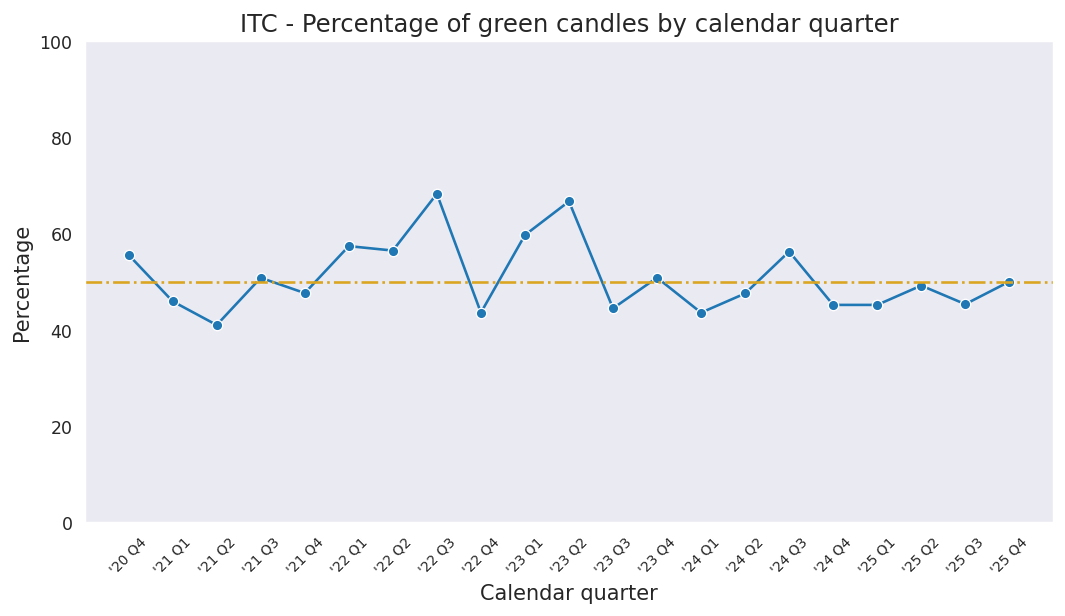 ITC - Percentage of green candles by calendar quarter
100
80
60
40
20
0
Percentage
'20 Q4
'21 Q1
'21 Q2
'21 Q3
'21 Q4
'22 Q1
'22 Q2
'22 Q3
'22 Q4
'23 Q1
'23 Q2
'23 Q3
'23 Q4
'24 Q1
'24 Q2
'24 Q3
'24 Q4
'25 Q1
'25 Q2
'25 Q3
'25 Q4
Calendar quarter